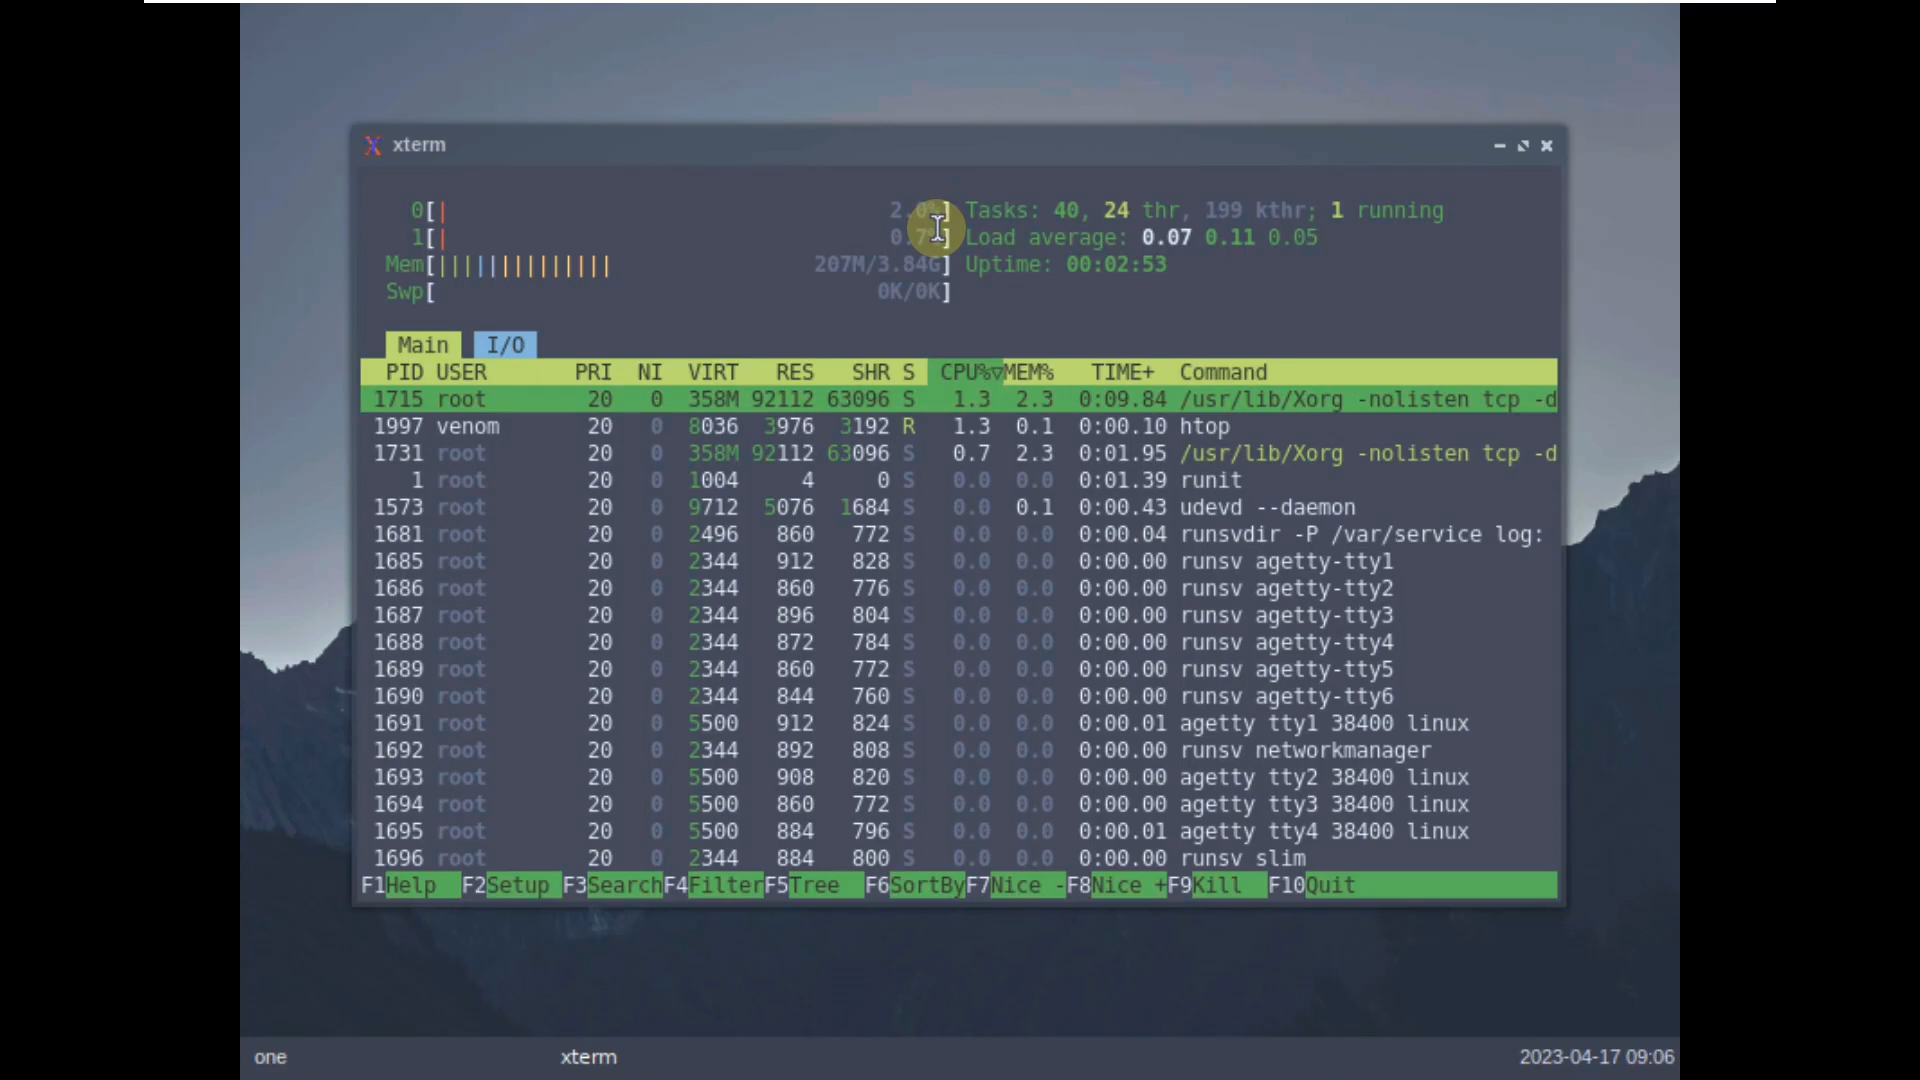 xterm
0[| 2.0%] Tasks: 40, 24 thr, 199 kthr; 1 running
1[| 0.7%] Load average: 0.07 0.11 0.05
Mem[|||||||||||||| 207M/3.84G] Uptime: 00:02:53
Swp[ 0K/0K]
Main I/O
PID USER PRI NI VIRT RES SHR S CPU%▽MEM% TIME+ Command
1715 root 20 0 358M 92112 63096 S 1.3 2.3 0:09.84 /usr/lib/Xorg -nolisten tcp -d
1997 venom 20 0 8036 3976 3192 R 1.3 0.1 0:00.10 htop
1731 root 20 0 358M 92112 63096 S 0.7 2.3 0:01.95 /usr/lib/Xorg -nolisten tcp -d
1 root 20 0 1004 4 0 S 0.0 0.0 0:01.39 runit
1573 root 20 0 9712 5076 1684 S 0.0 0.1 0:00.43 udevd --daemon
1681 root 20 0 2496 860 772 S 0.0 0.0 0:00.04 runsvdir -P /var/service log:
1685 root 20 0 2344 912 828 S 0.0 0.0 0:00.00 runsv agetty-tty1
1686 root 20 0 2344 860 776 S 0.0 0.0 0:00.00 runsv agetty-tty2
1687 root 20 0 2344 896 804 S 0.0 0.0 0:00.00 runsv agetty-tty3
1688 root 20 0 2344 872 784 S 0.0 0.0 0:00.00 runsv agetty-tty4
1689 root 20 0 2344 860 772 S 0.0 0.0 0:00.00 runsv agetty-tty5
1690 root 20 0 2344 844 760 S 0.0 0.0 0:00.00 runsv agetty-tty6
1691 root 20 0 5500 912 824 S 0.0 0.0 0:00.01 agetty tty1 38400 linux
1692 root 20 0 2344 892 808 S 0.0 0.0 0:00.00 runsv networkmanager
1693 root 20 0 5500 908 820 S 0.0 0.0 0:00.00 agetty tty2 38400 linux
1694 root 20 0 5500 860 772 S 0.0 0.0 0:00.00 agetty tty3 38400 linux
1695 root 20 0 5500 884 796 S 0.0 0.0 0:00.01 agetty tty4 38400 linux
1696 root 20 0 2344 884 800 S 0.0 0.0 0:00.00 runsv slim
F1Help F2Setup F3SearchF4FilterF5Tree F6SortByF7Nice -F8Nice +F9Kill F10Quit
one xterm 2023-04-17 09:06